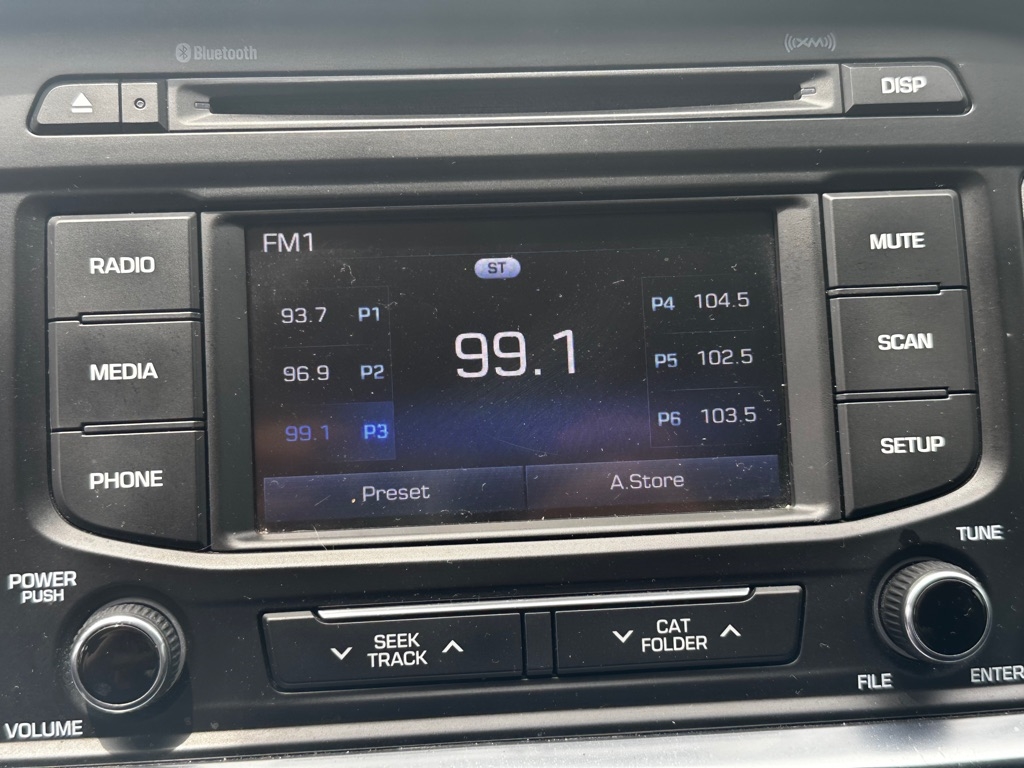 Bluetooth
((XM))
DISP
RADIO
MEDIA
PHONE
FM1
ST
93.7 P1
96.9 P2
99.1 P3
99.1
P4 104.5
P5 102.5
P6 103.5
Preset
A.Store
MUTE
SCAN
SETUP
POWER
PUSH
VOLUME
SEEK
TRACK
CAT
FOLDER
TUNE
FILE
ENTER